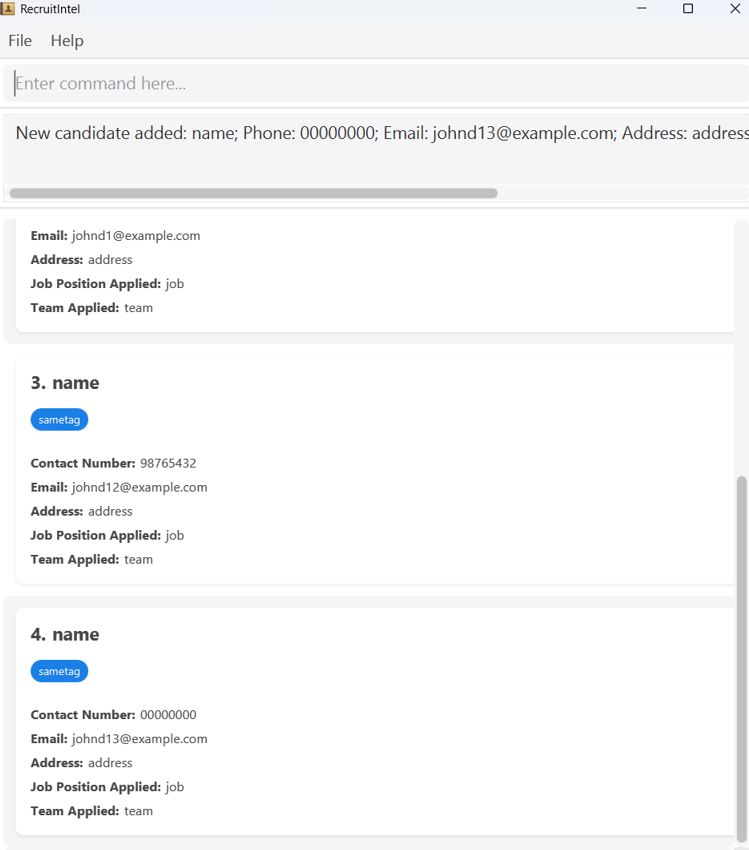 RecruitIntel
File Help
Enter command here...
New candidate added: name; Phone: 00000000; Email: johnd13@example.com; Address: address
Email: johnd1@example.com
Address: address
Job Position Applied: job
Team Applied: team
3. name
sametag
Contact Number: 98765432
Email: johnd12@example.com
Address: address
Job Position Applied: job
Team Applied: team
4. name
sametag
Contact Number: 00000000
Email: johnd13@example.com
Address: address
Job Position Applied: job
Team Applied: team